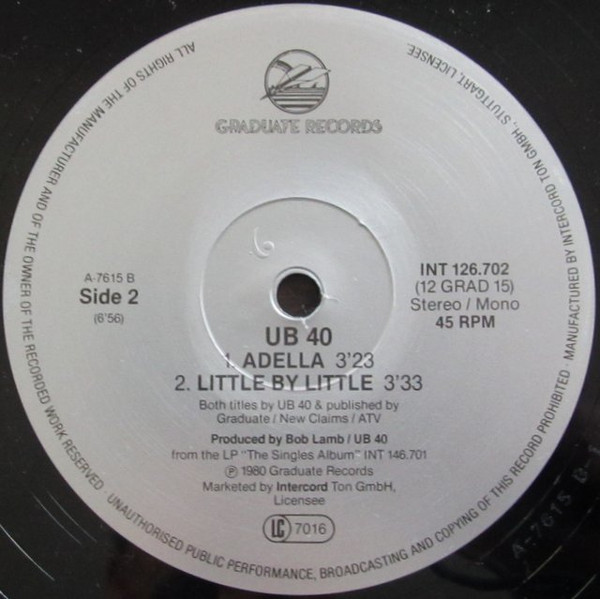 GRADUATE RECORDS
ALL RIGHTS OF THE MANUFACTURER AND OF THE OWNER OF THE RECORDED WORK RESERVED · UNAUTHORISED PUBLIC PERFORMANCE, BROADCASTING AND COPYING OF THIS RECORD PROHIBITED · MANUFACTURED BY INTERCORD TON GMBH., STUTTGART, LICENSEE.
6
A-7615 B
Side 2
(6'56)
INT 126.702
(12 GRAD 15)
Stereo / Mono
45 RPM
UB 40
1. ADELLA 3'23
2. LITTLE BY LITTLE 3'33
Both titles by UB 40 & published by
Graduate / New Claims / ATV
Produced by Bob Lamb / UB 40
from the LP "The Singles Album" INT 146.701
℗ 1980 Graduate Records
Marketed by Intercord Ton GmbH,
Licensee
LC 7016
A-7615 B